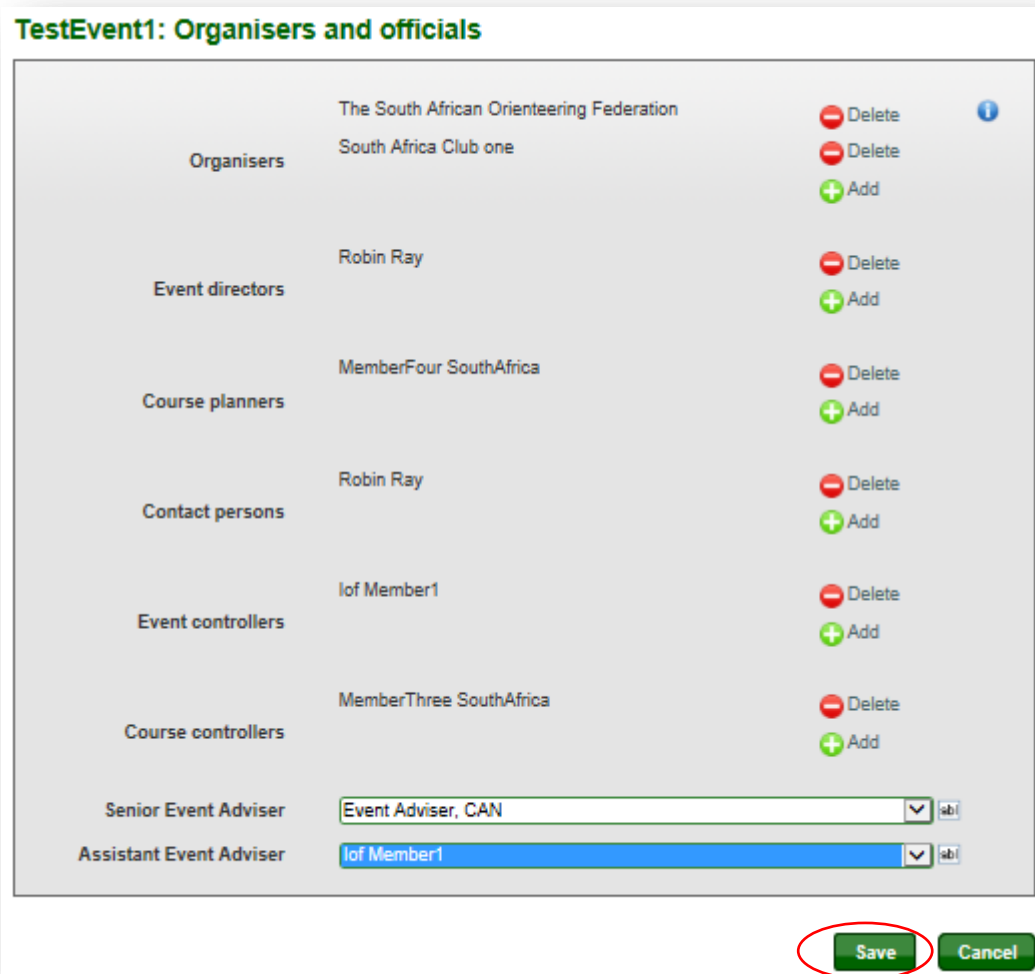 TestEvent1: Organisers and officials
The South African Orienteering Federation Delete
Organisers South Africa Club one Delete
Add
Robin Ray Delete
Event directors Add
MemberFour SouthAfrica Delete
Course planners Add
Robin Ray Delete
Contact persons Add
Iof Member1 Delete
Event controllers Add
MemberThree SouthAfrica Delete
Course controllers Add
Senior Event Adviser Event Adviser, CAN abl
Assistant Event Adviser Iof Member1 abl
Save Cancel